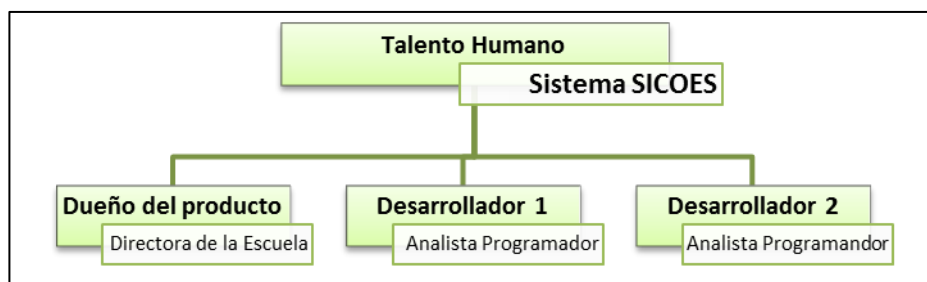 Talento Humano
Sistema SICOES
Dueño del producto
Directora de la Escuela
Desarrollador 1
Analista Programador
Desarrollador 2
Analista Programandor